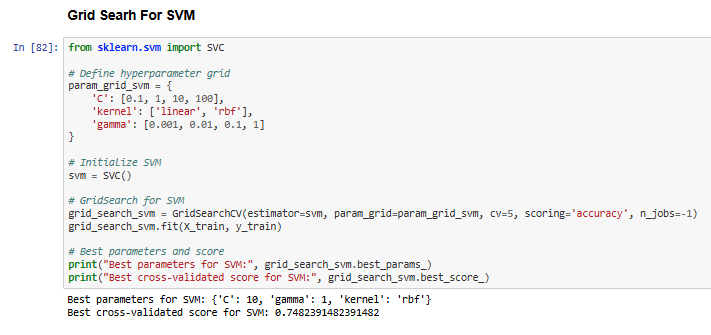 Grid Searh For SVM
In [82]: from sklearn.svm import SVC
# Define hyperparameter grid
param_grid_svm = {
    'C': [0.1, 1, 10, 100],
    'kernel': ['linear', 'rbf'],
    'gamma': [0.001, 0.01, 0.1, 1]
}
# Initialize SVM
svm = SVC()
# GridSearch for SVM
grid_search_svm = GridSearchCV(estimator=svm, param_grid=param_grid_svm, cv=5, scoring='accuracy', n_jobs=-1)
grid_search_svm.fit(X_train, y_train)
# Best parameters and score
print("Best parameters for SVM:", grid_search_svm.best_params_)
print("Best cross-validated score for SVM:", grid_search_svm.best_score_)
Best parameters for SVM: {'C': 10, 'gamma': 1, 'kernel': 'rbf'}
Best cross-validated score for SVM: 0.7482391482391482